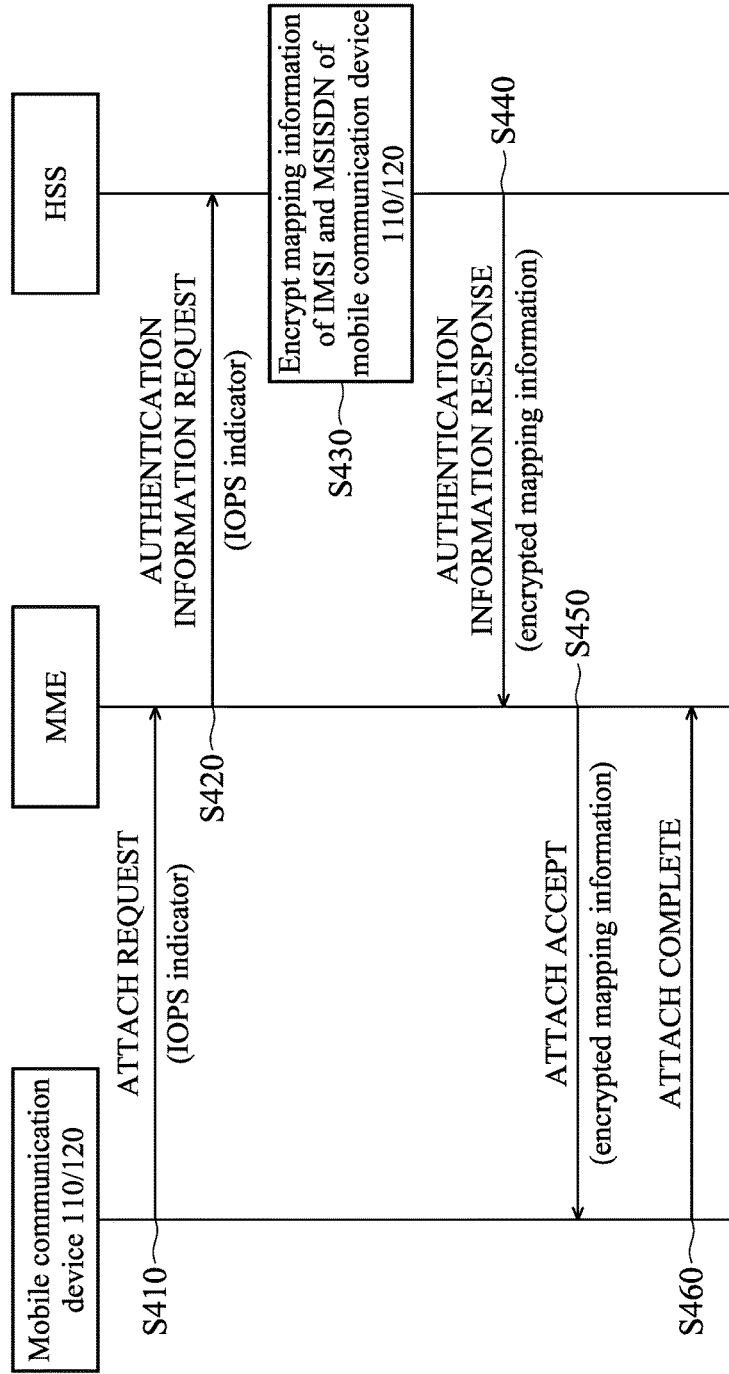 Mobile communication
device 110/120
MME
HSS
S410
ATTACH REQUEST
(IOPS indicator)
S420
AUTHENTICATION
INFORMATION REQUEST
(IOPS indicator)
S430
Encrypt mapping information
of IMSI and MSISDN of
mobile communication device
110/120
S440
AUTHENTICATION
INFORMATION RESPONSE
(encrypted mapping information)
S450
ATTACH ACCEPT
(encrypted mapping information)
S460
ATTACH COMPLETE